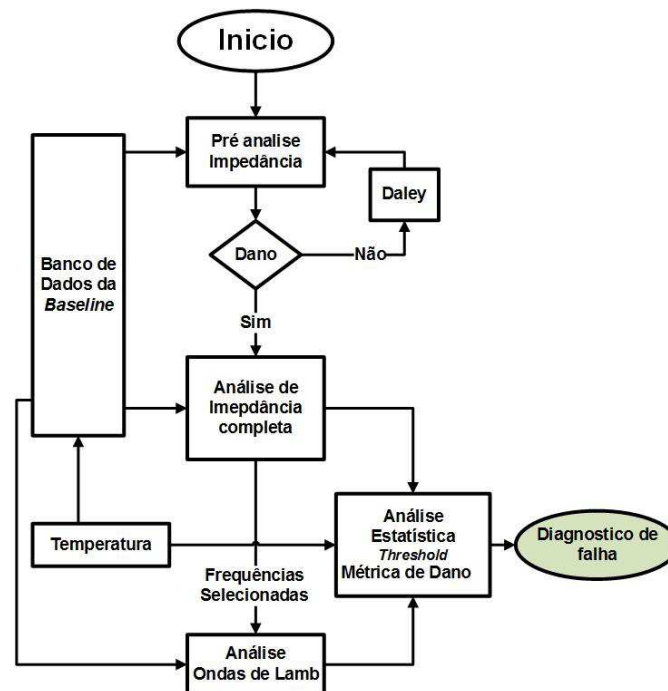 Inicio
Pré analise
Impedância
Daley
Dano
Não
Banco de
Dados da
Baseline
Sim
Análise de
Imepdância
completa
Temperatura
Análise
Estatística
Threshold
Métrica de Dano
Diagnostico de
falha
Frequências
Selecionadas
Análise
Ondas de Lamb